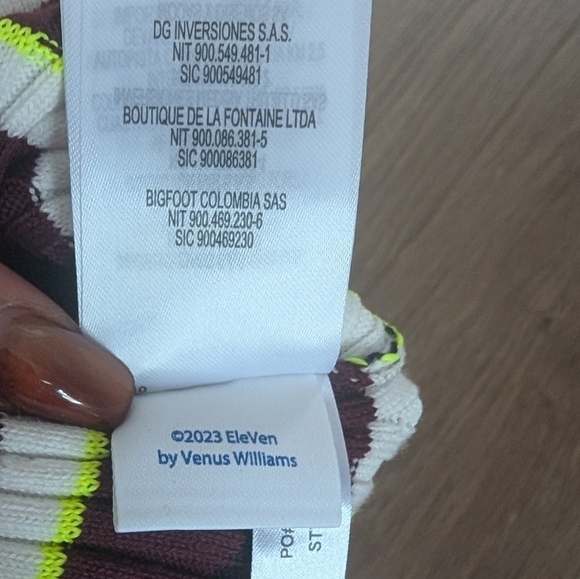 DG INVERSIONES S.A.S.
NIT 900.549.481-1
SIC 900549481
BOUTIQUE DE LA FONTAINE LTDA
NIT 900.086.381-5
SIC 900086381
BIGFOOT COLOMBIA SAS
NIT 900.469.230-6
SIC 900469230
©2023 EleVen
by Venus Williams